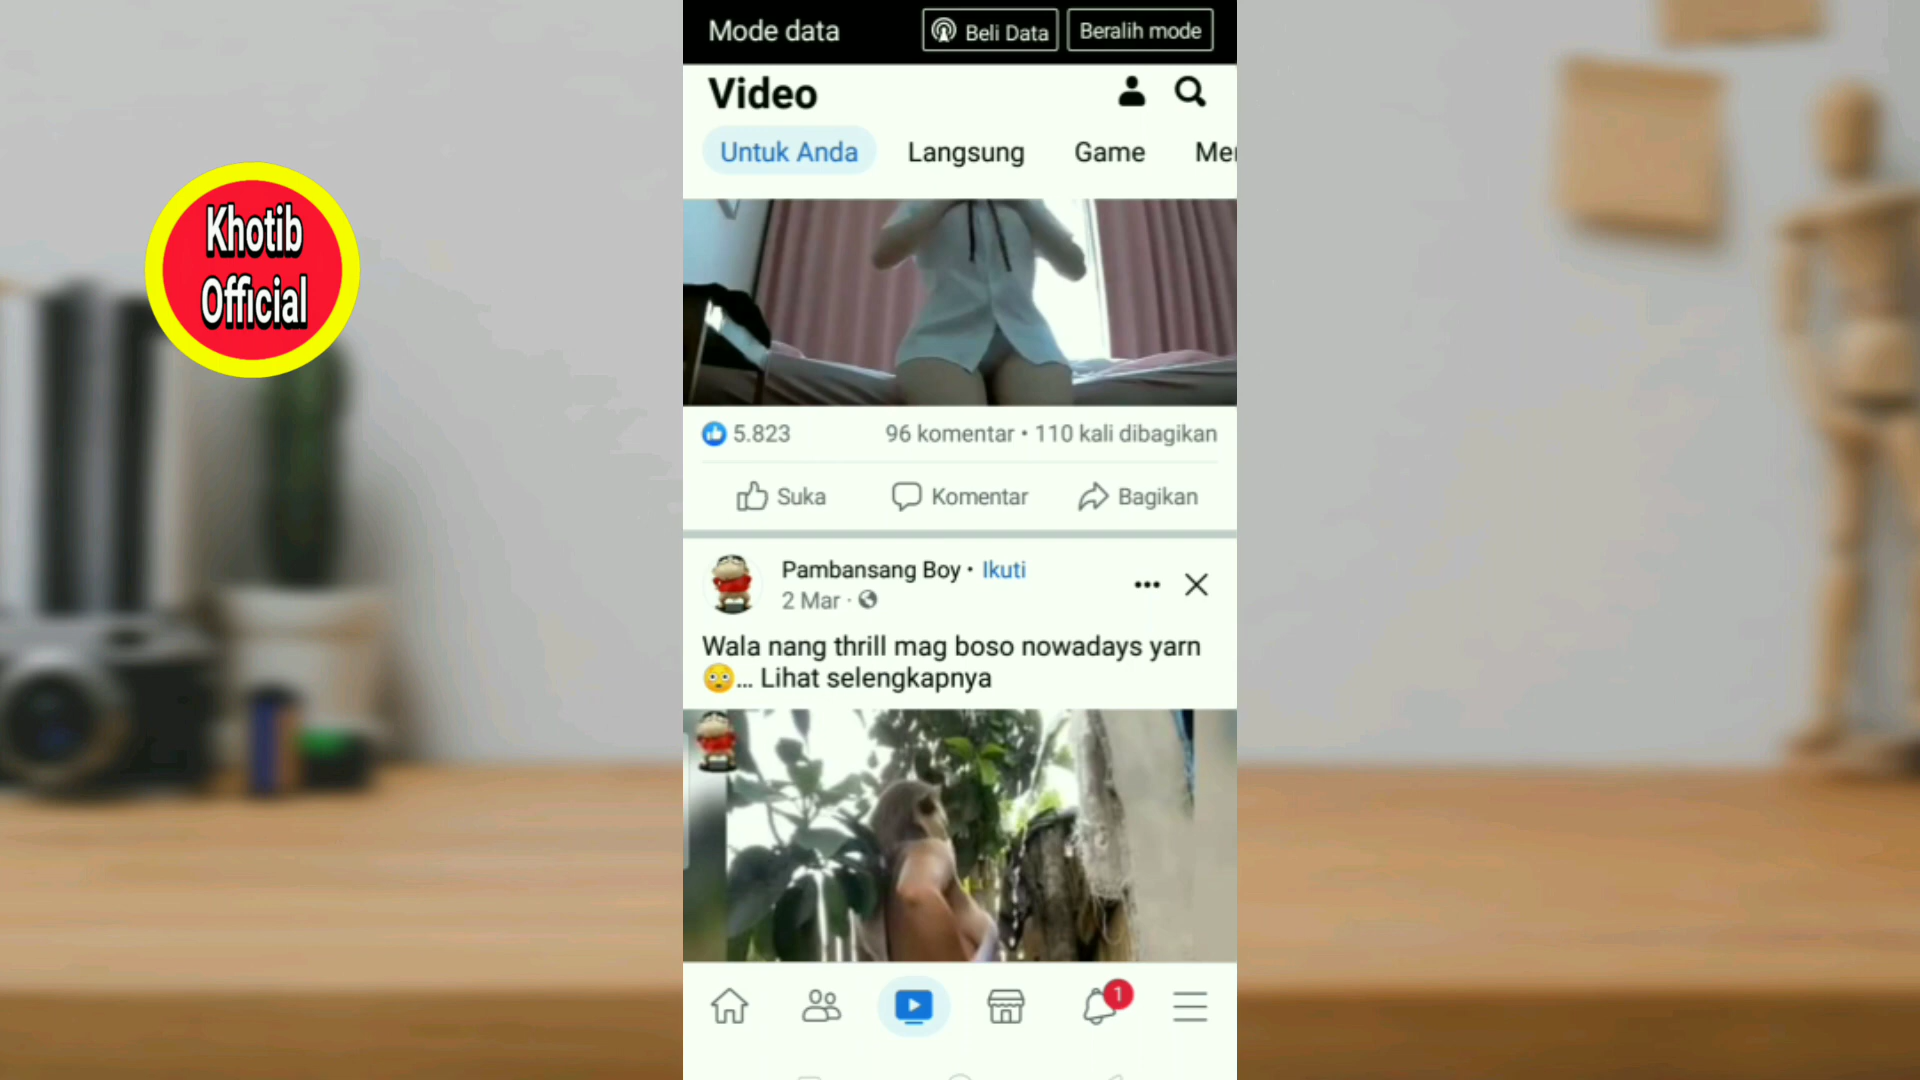 Mode data
Beli Data
Beralih mode
Video
Untuk Anda
Langsung
Game
Me
Khotib
Official
5.823
96 komentar • 110 kali dibagikan
Suka
Komentar
Bagikan
Pambansang Boy • Ikuti
2 Mar ·
Wala nang thrill mag boso nowadays yarn
😳... Lihat selengkapnya
1